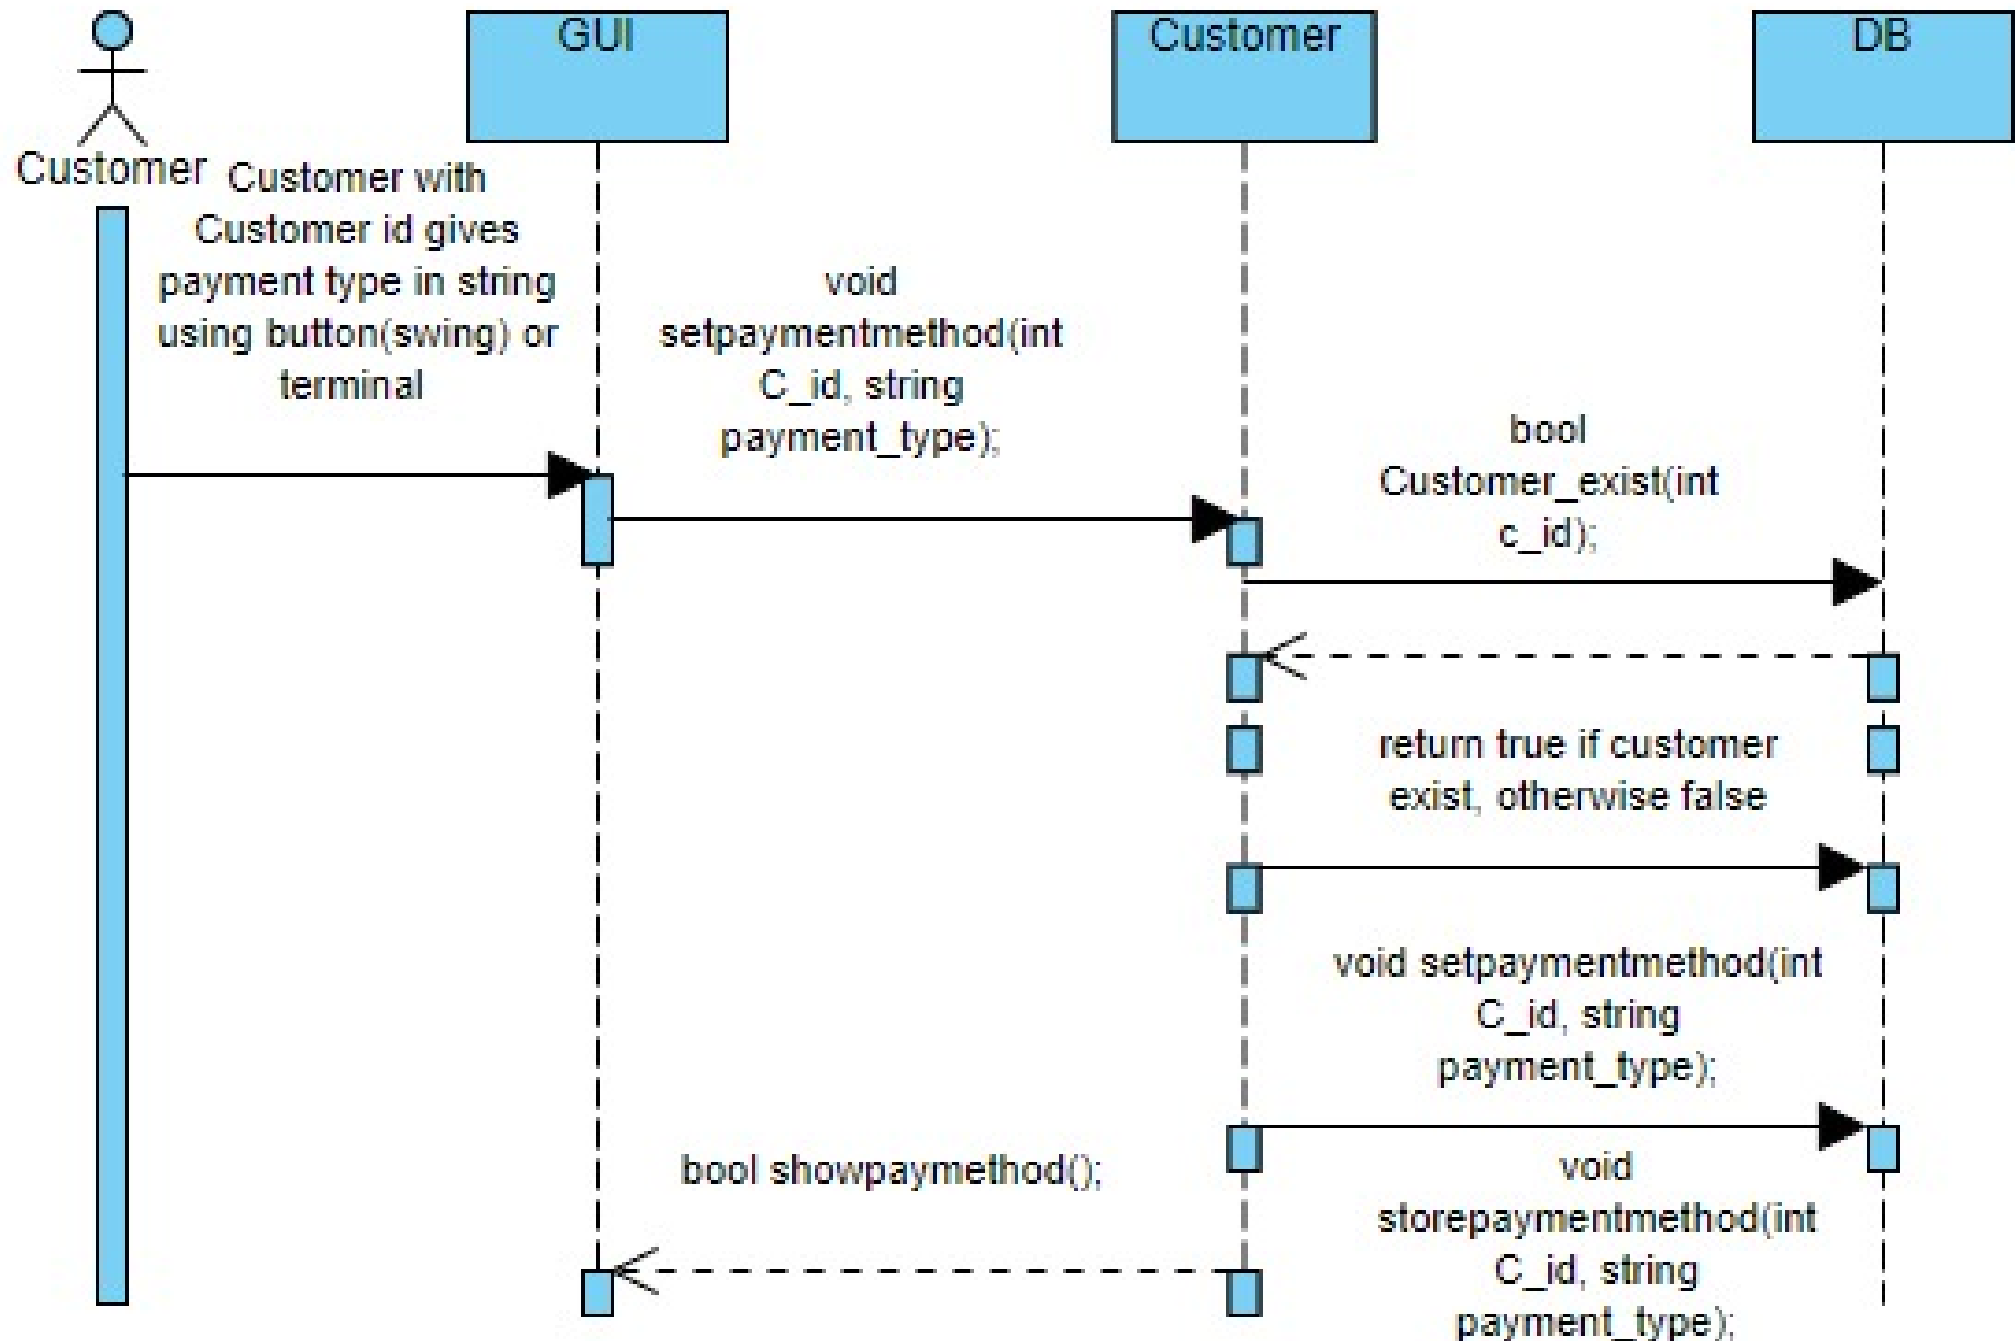 GUI
Customer
DB
Customer
Customer with
Customer id gives
payment type in string
using button(swing) or
terminal
void
setpaymentmethod(int
C_id, string
payment_type);
bool
Customer_exist(int
c_id);
return true if customer
exist, otherwise false
void setpaymentmethod(int
C_id, string
payment_type);
bool showpaymethod();
void
storepaymentmethod(int
C_id, string
payment_type);